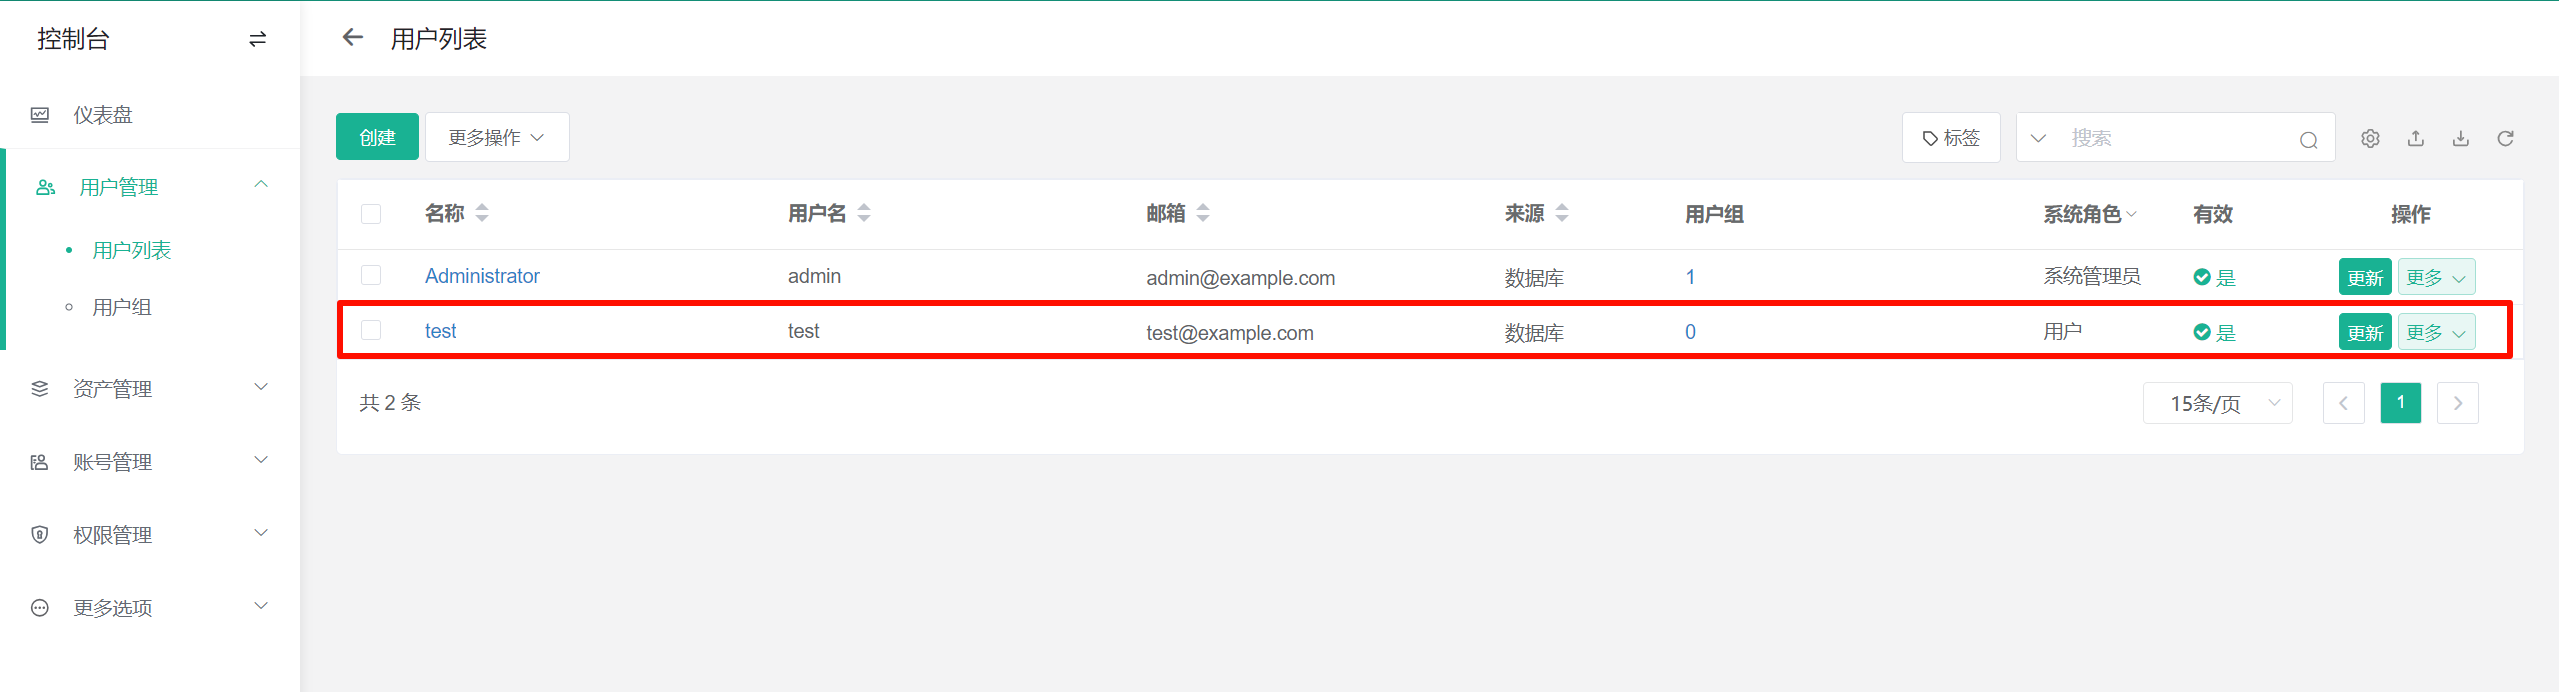 控制台
用户列表
仪表盘
用户管理
用户列表
用户组
资产管理
账号管理
权限管理
更多选项
创建 更多操作 标签 搜索
名称 用户名 邮箱 来源 用户组 系统角色 有效 操作
Administrator admin admin@example.com 数据库 1 系统管理员 是 更新 更多
test test test@example.com 数据库 0 用户 是 更新 更多
共 2 条 15条/页 1